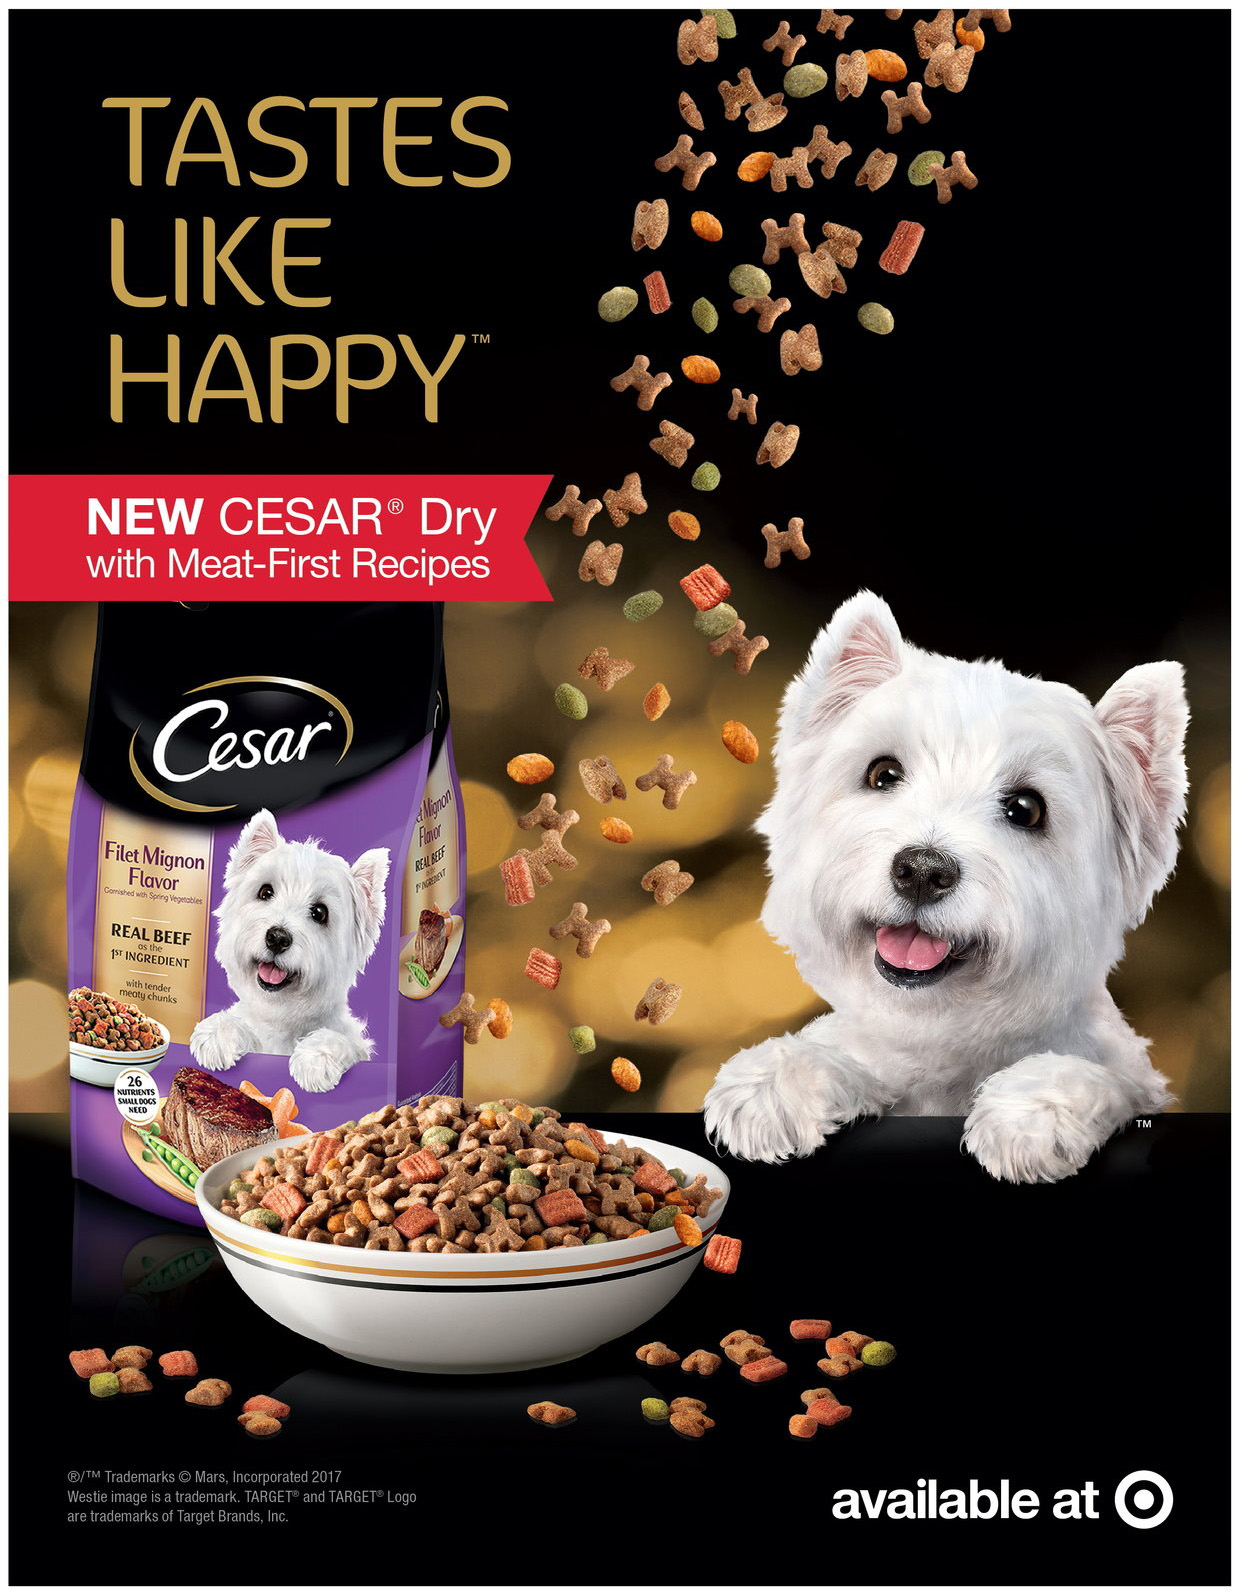 TASTES
LIKE
HAPPY™
NEW CESAR® Dry
with Meat-First Recipes
Cesar®
Filet Mignon
Flavor
Garnished with Spring Vegetables
REAL BEEF
as the
1ST INGREDIENT
with tender
meaty chunks
26
NUTRIENTS
SMALL DOGS
NEED
et Mignon
Flavor
REAL BEEF
as the
1ST INGREDIENT
™
®/™ Trademarks © Mars, Incorporated 2017
Westie image is a trademark. TARGET® and TARGET® Logo
are trademarks of Target Brands, Inc.
available at